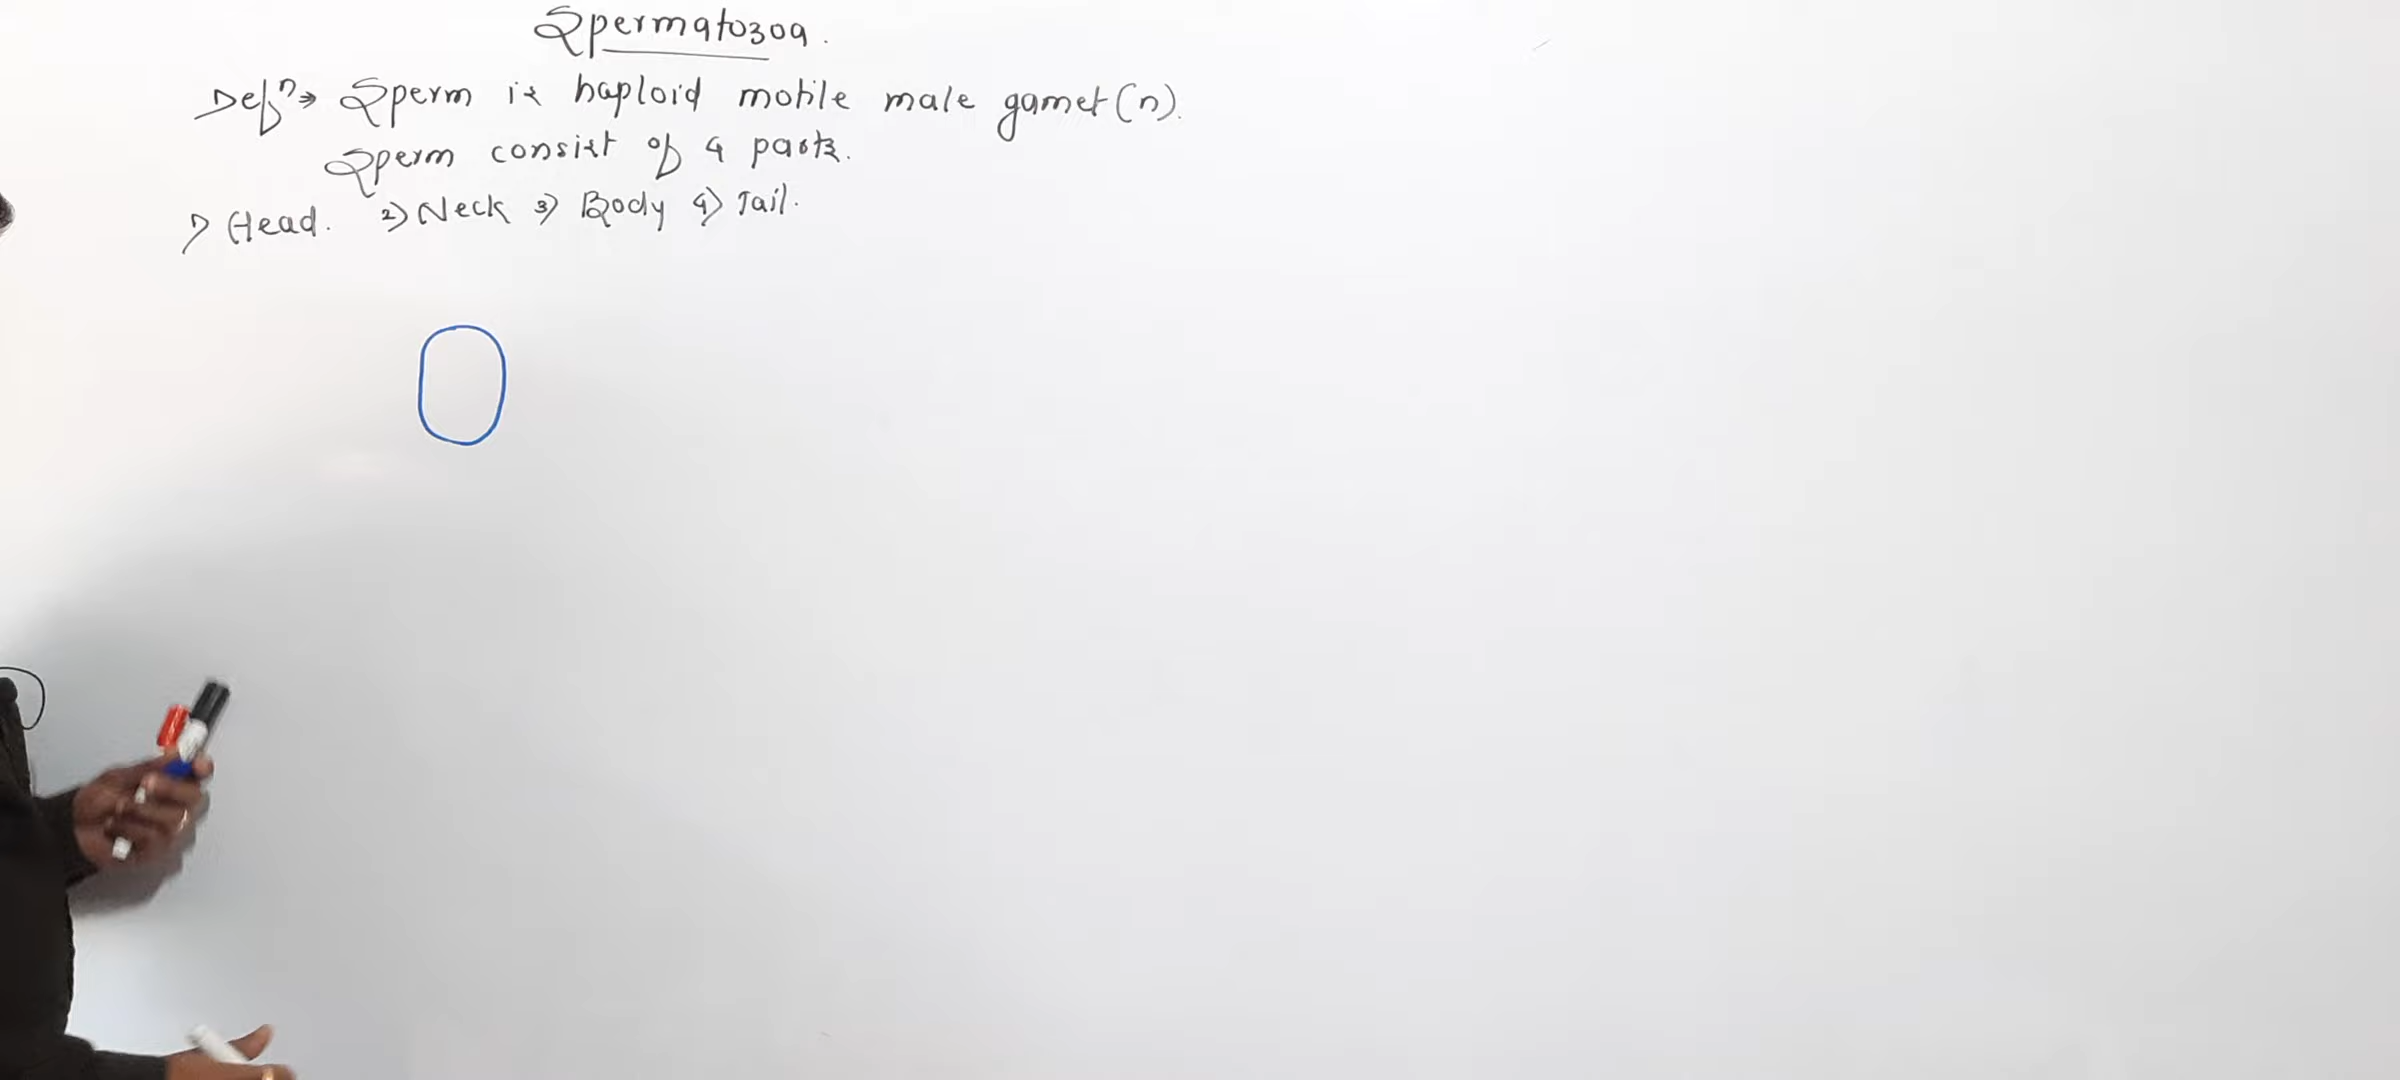 Spermatozoa.
Defn → Sperm is haploid motile male gamet (n).
Sperm consist of 4 parts.
1) Head. 2) Neck 3) Body 4) Tail.